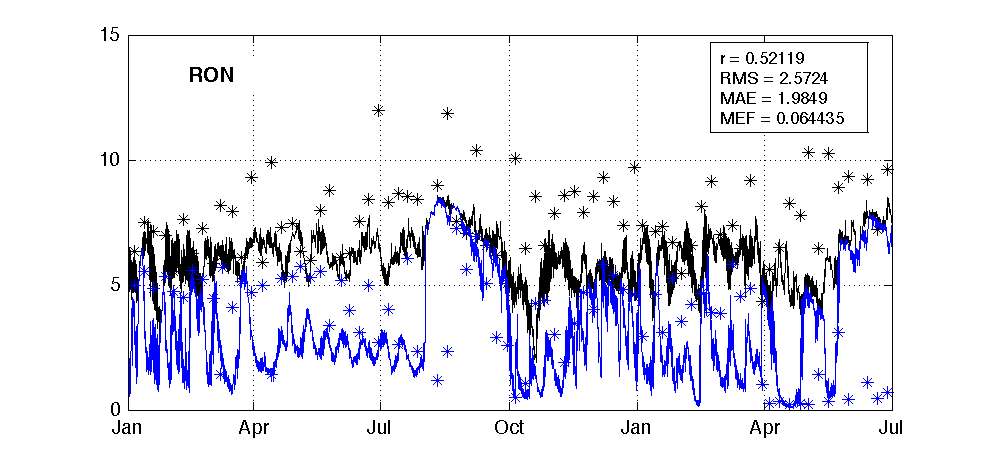 15
RON
r = 0.52119
RMS = 2.5724
MAE = 1.9849
MEF = 0.064435
10
5
0
Jan Apr Jul Oct Jan Apr Jul